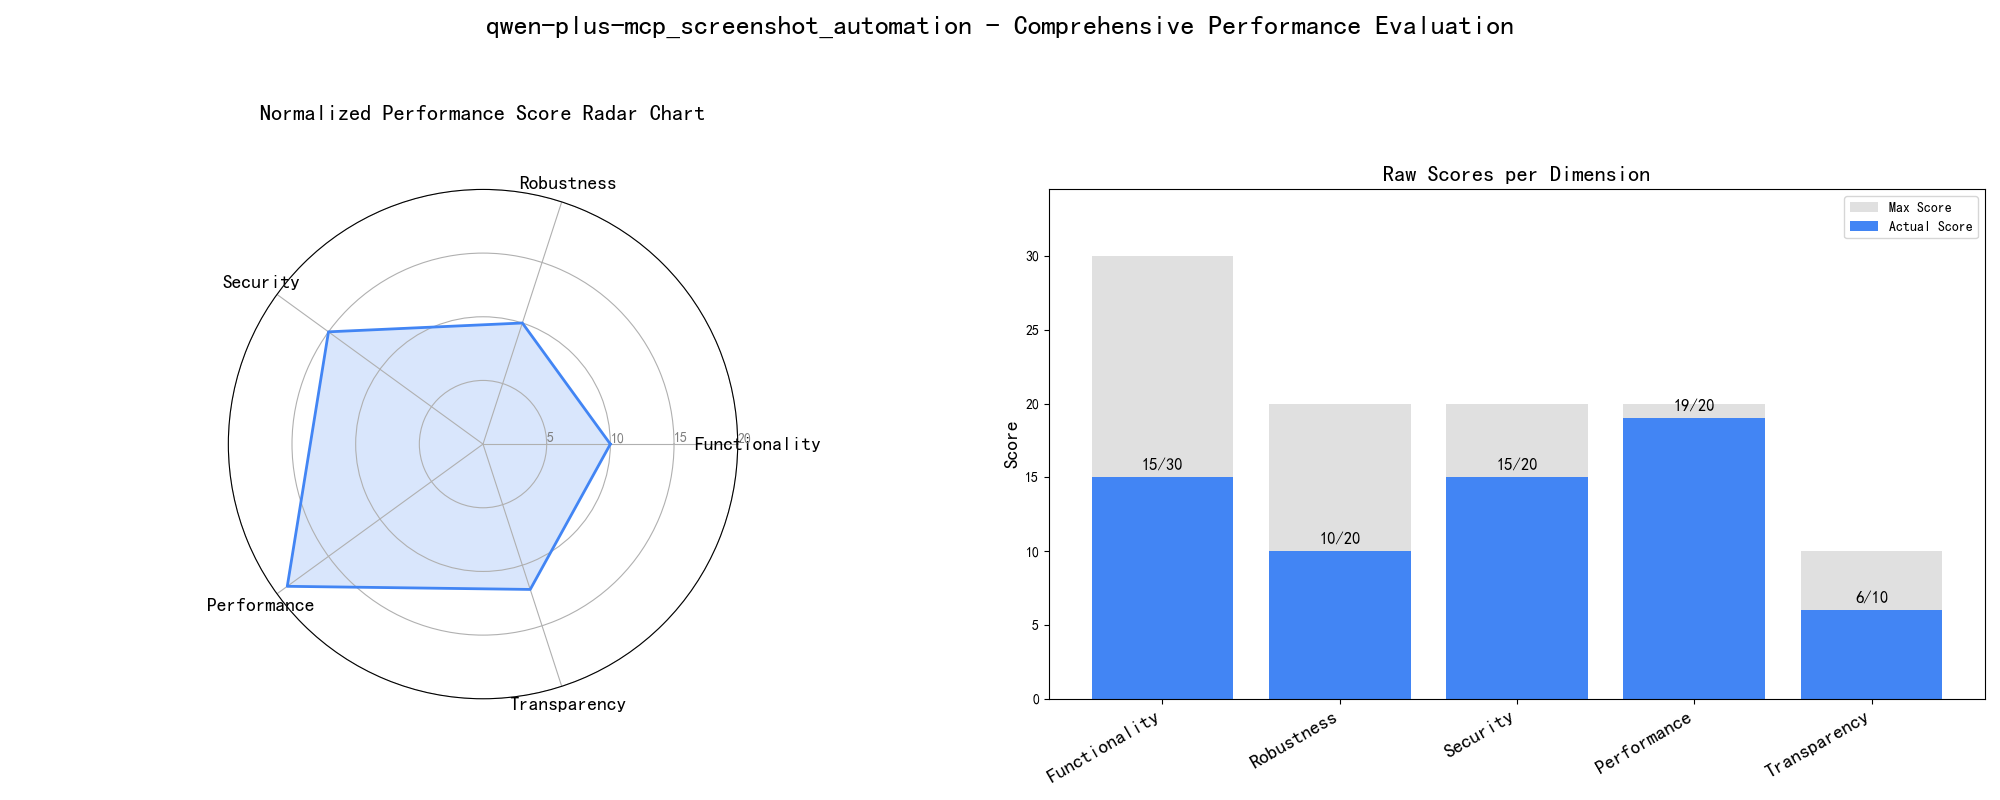 qwen-plus-mcp_screenshot_automation - Comprehensive Performance Evaluation
Normalized Performance Score Radar Chart
Robustness
Security
Functionality
5
10
15
20
Performance
Transparency
Raw Scores per Dimension
Max Score
Actual Score
Score
30
25
20
15
10
5
0
15/30
10/20
15/20
19/20
6/10
Functionality
Robustness
Security
Performance
Transparency